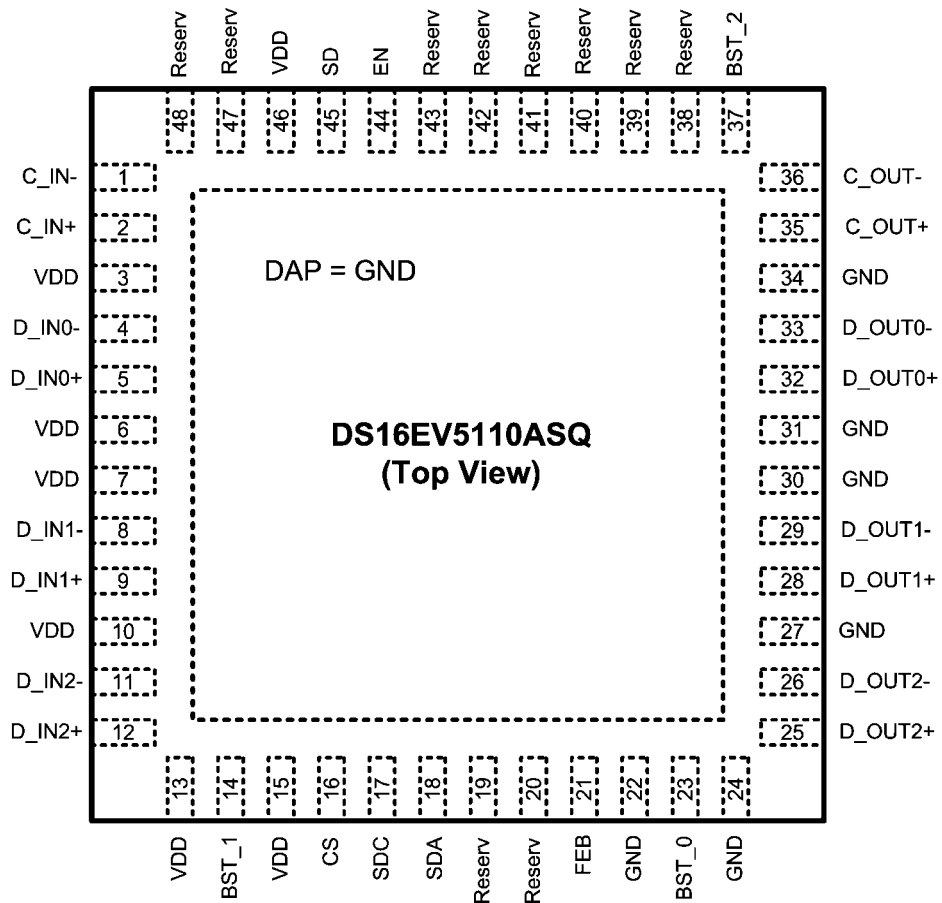 Reserv
Reserv
VDD
SD
EN
Reserv
Reserv
Reserv
Reserv
Reserv
Reserv
BST_2
48
47
46
45
44
43
42
41
40
39
38
37
C_IN- 1
36 C_OUT-
C_IN+ 2
35 C_OUT+
VDD 3
34 GND
DAP = GND
D_IN0- 4
33 D_OUT0-
D_IN0+ 5
32 D_OUT0+
VDD 6
31 GND
DS16EV5110ASQ
(Top View)
VDD 7
30 GND
D_IN1- 8
29 D_OUT1-
D_IN1+ 9
28 D_OUT1+
VDD 10
27 GND
D_IN2- 11
26 D_OUT2-
D_IN2+ 12
25 D_OUT2+
13
14
15
16
17
18
19
20
21
22
23
24
VDD
BST_1
VDD
CS
SDC
SDA
Reserv
Reserv
FEB
GND
BST_0
GND